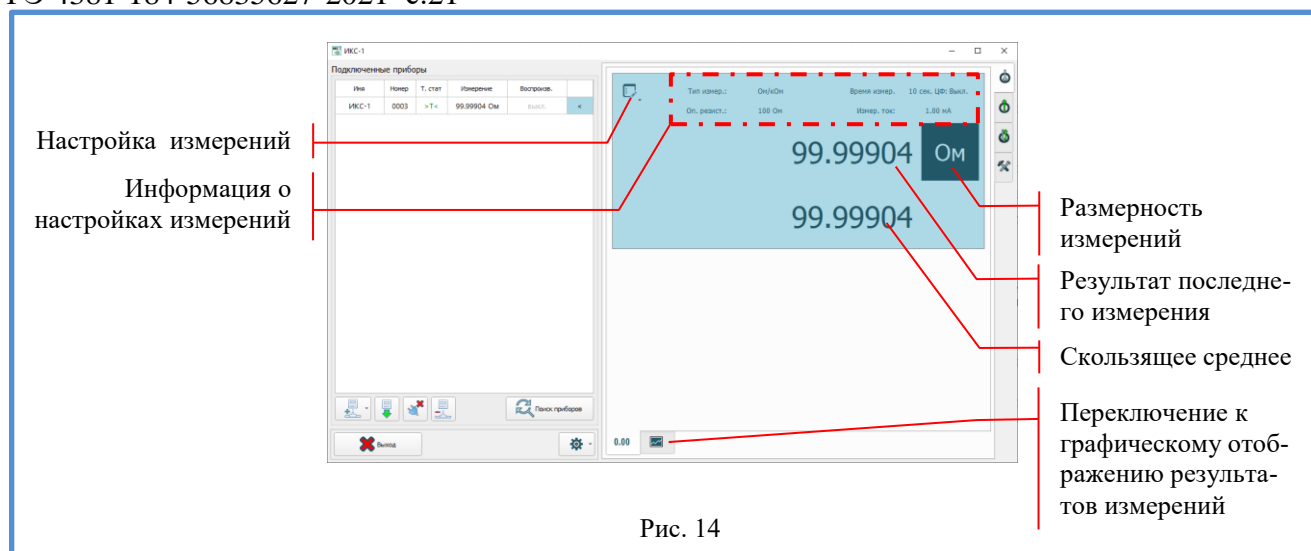 ИКС-1
Подключенные приборы
Имя Номер Т. стат Измерение Воспроизв.
ИКС-1 0003 >T< 99.99904 Ом выкл. <
Тип измер.: Ом/кОм Время измер. 10 сек. ЦФ: Выкл.
Оп. резист.: 100 Ом Измер. ток: 1.00 мА
99.99904 Ом
99.99904
Поиск приборов
Выход
0.00
Настройка измерений
Информация о
настройках измерений
Размерность
измерений
Результат последне-
го измерения
Скользящее среднее
Переключение к
графическому отоб-
ражению результа-
тов измерений
Рис. 14